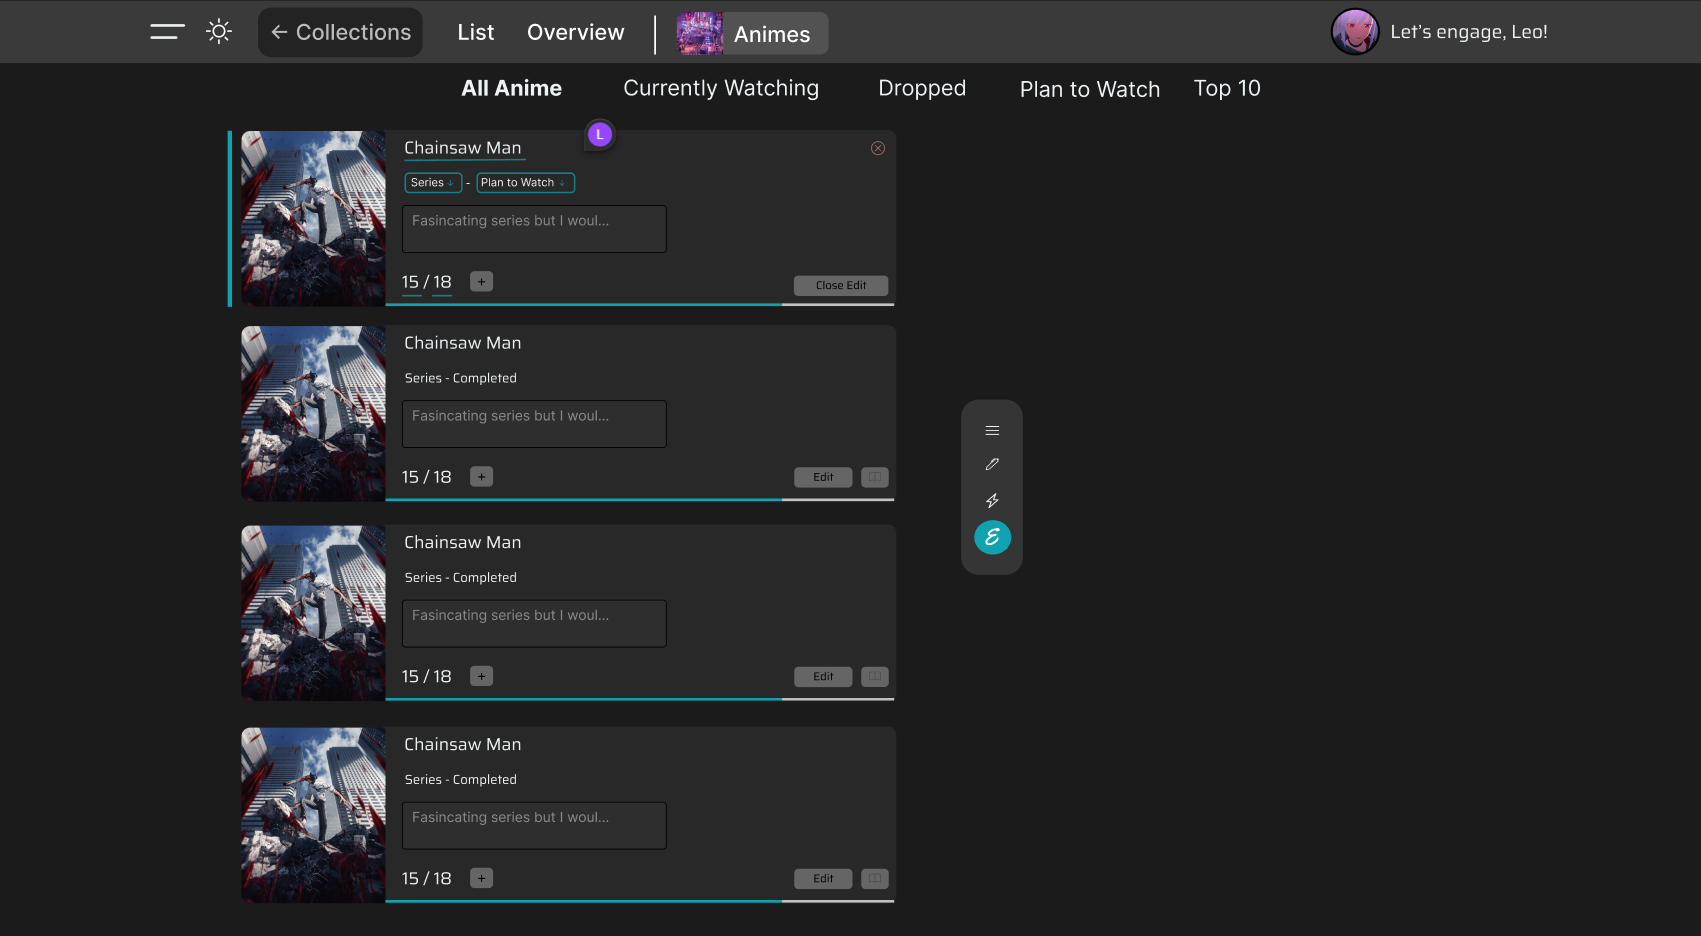 ← Collections
List
Overview
Animes
Let's engage, Leo!
All Anime
Currently Watching
Dropped
Plan to Watch
Top 10
L
Chainsaw Man
Series ↓ - Plan to Watch ↓
Fasincating series but I woul...
15 / 18
+
Close Edit
Chainsaw Man
Series - Completed
Fasincating series but I woul...
15 / 18
+
Edit
Chainsaw Man
Series - Completed
Fasincating series but I woul...
15 / 18
+
Edit
Chainsaw Man
Series - Completed
Fasincating series but I woul...
15 / 18
+
Edit
E